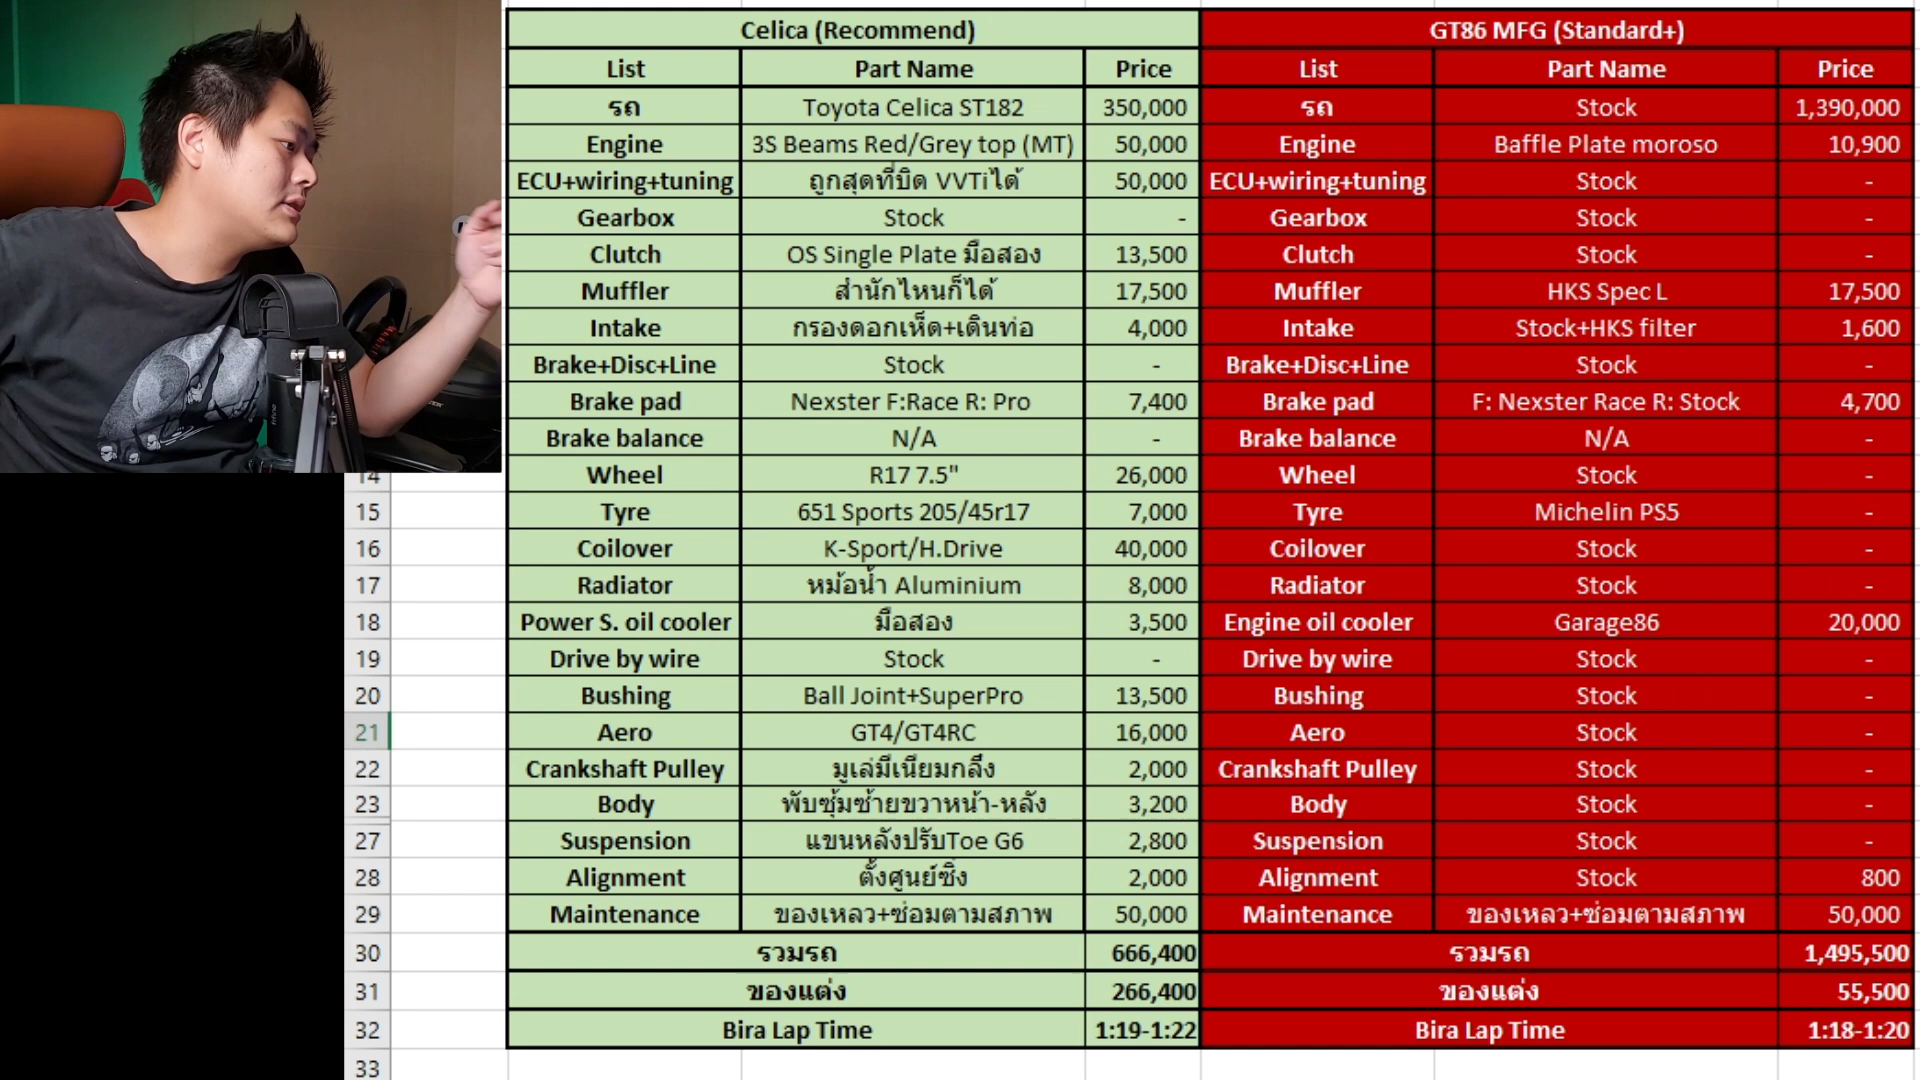 Celica (Recommend) GT86 MFG (Standard+)
List Part Name Price List Part Name Price
รถ Toyota Celica ST182 350,000 รถ Stock 1,390,000
Engine 3S Beams Red/Grey top (MT) 50,000 Engine Baffle Plate moroso 10,900
ECU+wiring+tuning ถูกสุดที่บิด VVTiได้ 50,000 ECU+wiring+tuning Stock -
Gearbox Stock - Gearbox Stock -
Clutch OS Single Plate มือสอง 13,500 Clutch Stock -
Muffler สำนักไหนก็ได้ 17,500 Muffler HKS Spec L 17,500
Intake กรองดอกเห็ด+เดินท่อ 4,000 Intake Stock+HKS filter 1,600
Brake+Disc+Line Stock - Brake+Disc+Line Stock -
Brake pad Nexster F:Race R: Pro 7,400 Brake pad F: Nexster Race R: Stock 4,700
Brake balance N/A - Brake balance N/A -
14 Wheel R17 7.5" 26,000 Wheel Stock -
15 Tyre 651 Sports 205/45r17 7,000 Tyre Michelin PS5 -
16 Coilover K-Sport/H.Drive 40,000 Coilover Stock -
17 Radiator หม้อน้ำ Aluminium 8,000 Radiator Stock -
18 Power S. oil cooler มือสอง 3,500 Engine oil cooler Garage86 20,000
19 Drive by wire Stock - Drive by wire Stock -
20 Bushing Ball Joint+SuperPro 13,500 Bushing Stock -
21 Aero GT4/GT4RC 16,000 Aero Stock -
22 Crankshaft Pulley มูเล่มีเนียมกลึง 2,000 Crankshaft Pulley Stock -
23 Body พับซุ้มซ้ายขวาหน้า-หลัง 3,200 Body Stock -
27 Suspension แขนหลังปรับToe G6 2,800 Suspension Stock -
28 Alignment ตั้งศูนย์ซิ่ง 2,000 Alignment Stock 800
29 Maintenance ของเหลว+ซ่อมตามสภาพ 50,000 Maintenance ของเหลว+ซ่อมตามสภาพ 50,000
30 รวมรถ 666,400 รวมรถ 1,495,500
31 ของแต่ง 266,400 ของแต่ง 55,500
32 Bira Lap Time 1:19-1:22 Bira Lap Time 1:18-1:20
33